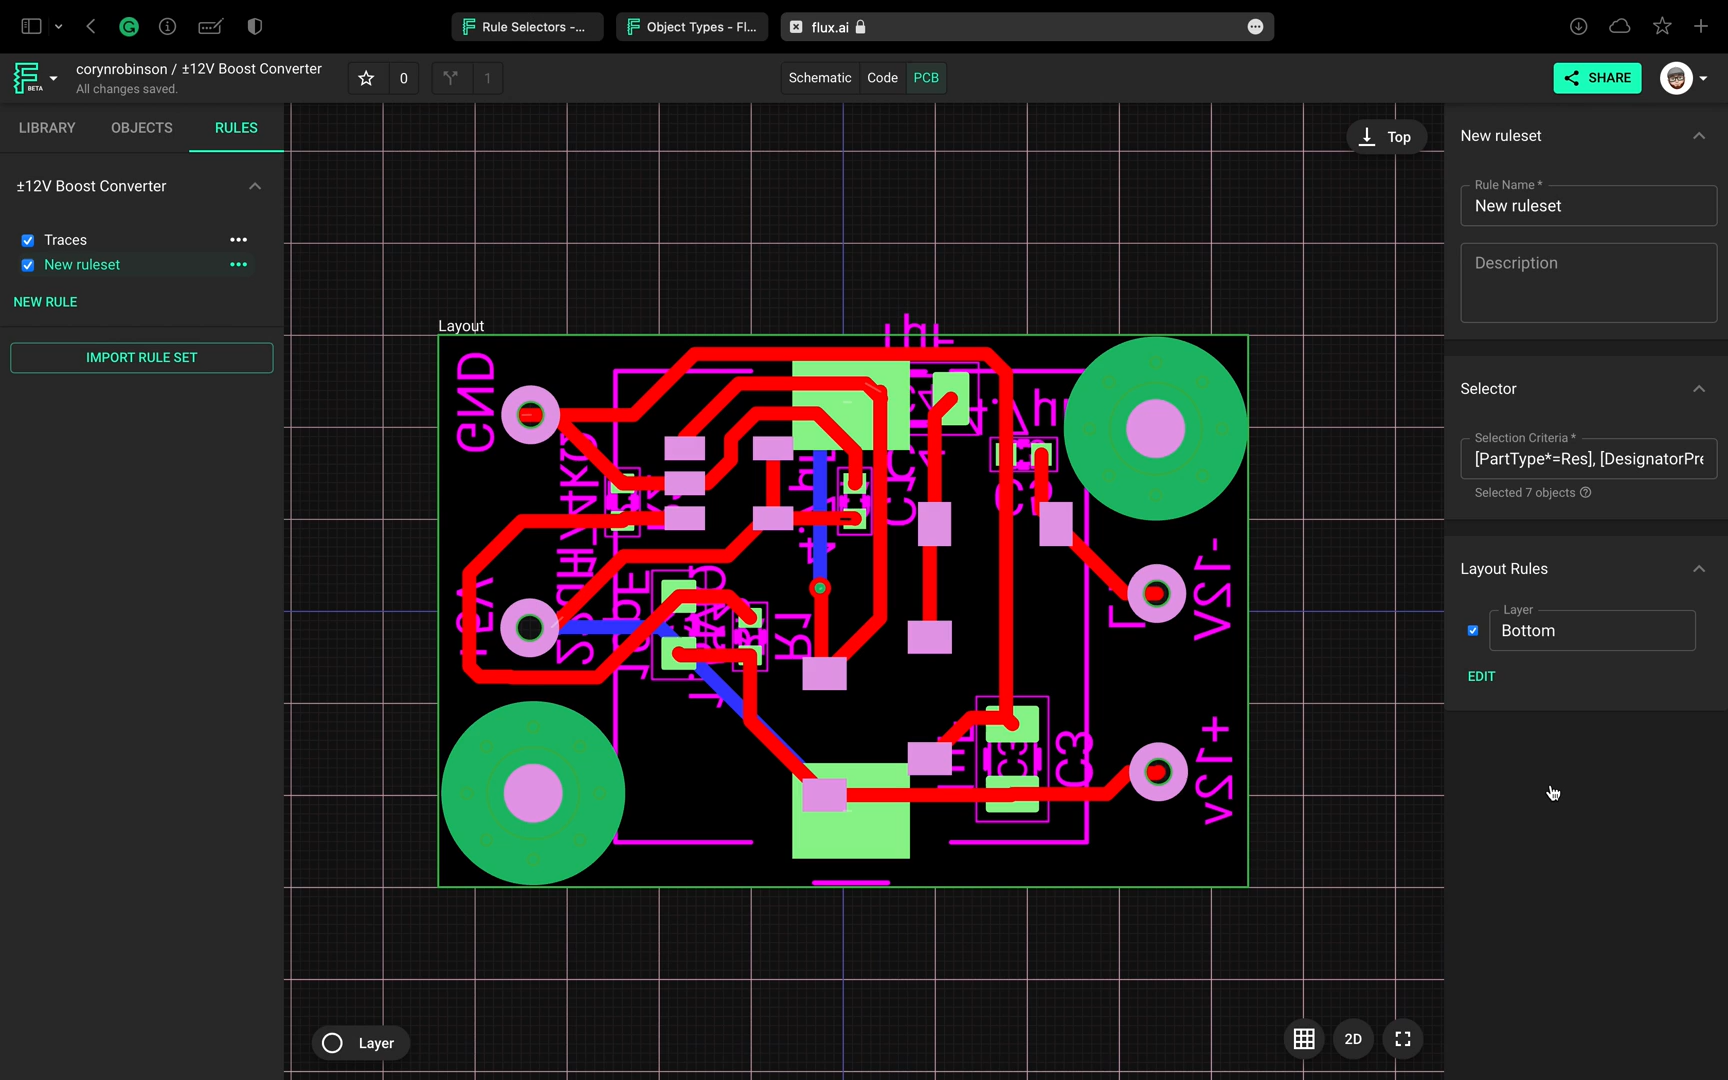 Rule Selectors -...
Object Types - Fl...
flux.ai
BETA
corynrobinson / ±12V Boost Converter
All changes saved.
0
1
Schematic
Code
PCB
SHARE
LIBRARY
OBJECTS
RULES
±12V Boost Converter
Traces
New ruleset
NEW RULE
IMPORT RULE SET
Top
Layout
GND
C3
C3
R1
-12V
+12v
Layer
2D
New ruleset
Rule Name *
New ruleset
Description
Selector
Selection Criteria *
[PartType*=Res], [DesignatorPre
Selected 7 objects
Layout Rules
Layer
Bottom
EDIT